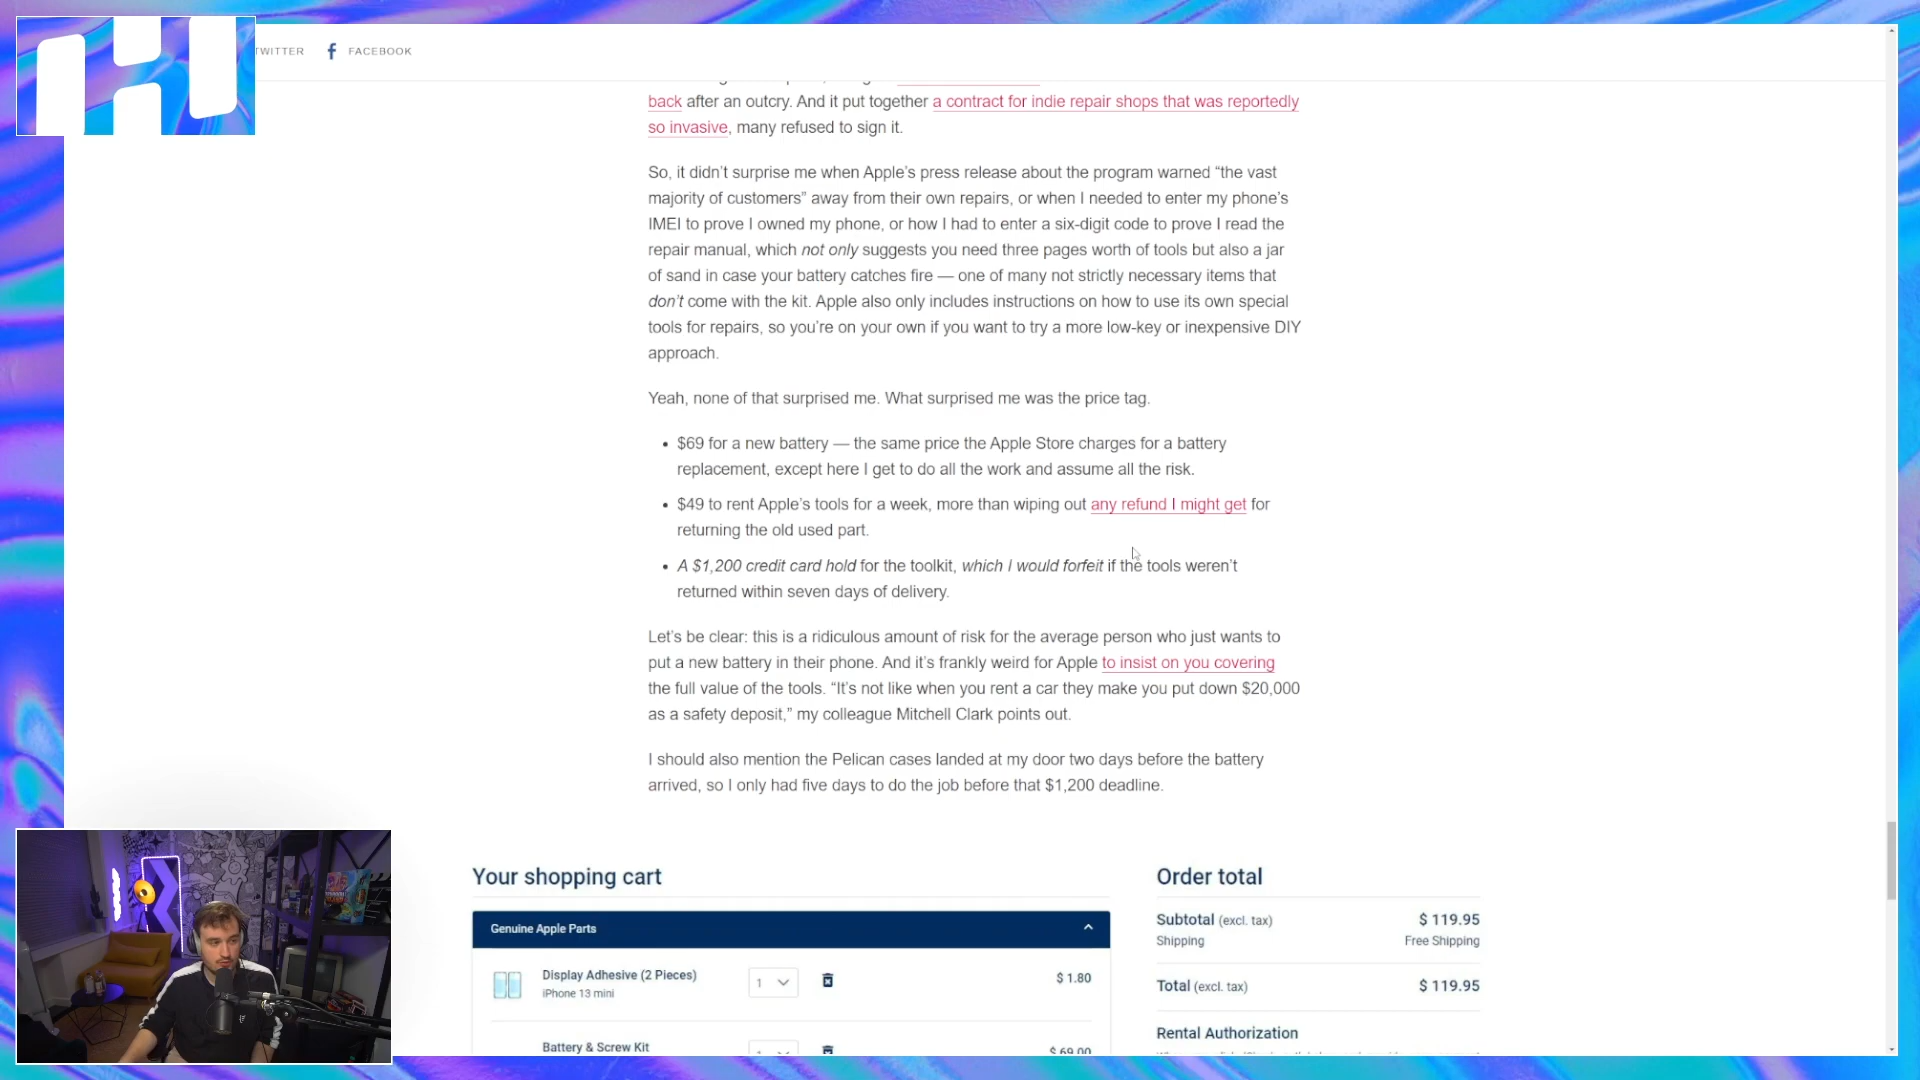 TWITTER FACEBOOK
back after an outcry. And it put together a contract for indie repair shops that was reportedly
so invasive, many refused to sign it.
So, it didn’t surprise me when Apple’s press release about the program warned “the vast
majority of customers” away from their own repairs, or when I needed to enter my phone’s
IMEI to prove I owned my phone, or how I had to enter a six-digit code to prove I read the
repair manual, which not only suggests you need three pages worth of tools but also a jar
of sand in case your battery catches fire — one of many not strictly necessary items that
don’t come with the kit. Apple also only includes instructions on how to use its own special
tools for repairs, so you’re on your own if you want to try a more low-key or inexpensive DIY
approach.
Yeah, none of that surprised me. What surprised me was the price tag.
• $69 for a new battery — the same price the Apple Store charges for a battery
replacement, except here I get to do all the work and assume all the risk.
• $49 to rent Apple’s tools for a week, more than wiping out any refund I might get for
returning the old used part.
• A $1,200 credit card hold for the toolkit, which I would forfeit if the tools weren’t
returned within seven days of delivery.
Let’s be clear: this is a ridiculous amount of risk for the average person who just wants to
put a new battery in their phone. And it’s frankly weird for Apple to insist on you covering
the full value of the tools. “It’s not like when you rent a car they make you put down $20,000
as a safety deposit,” my colleague Mitchell Clark points out.
I should also mention the Pelican cases landed at my door two days before the battery
arrived, so I only had five days to do the job before that $1,200 deadline.
Your shopping cart
Genuine Apple Parts
Display Adhesive (2 Pieces) 1 $ 1.80
iPhone 13 mini
Battery & Screw Kit $ 69.00
Order total
Subtotal (excl. tax) $ 119.95
Shipping Free Shipping
Total (excl. tax) $ 119.95
Rental Authorization